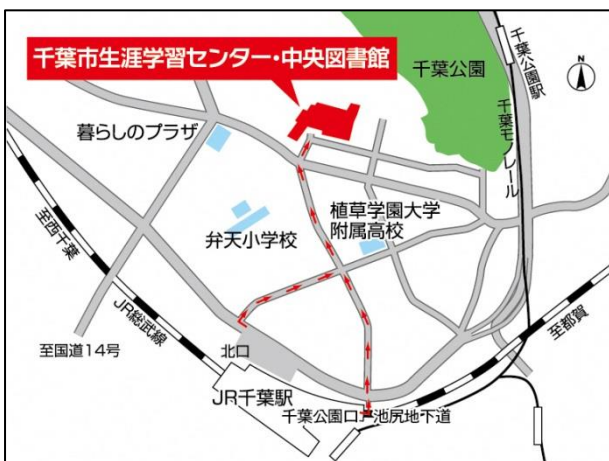 千葉市生涯学習センター・中央図書館
千葉公園
千葉公園駅
N
千葉モノレール
暮らしのプラザ
植草学園大学
附属高校
弁天小学校
至西千葉
JR総武線
至都賀
至国道14号
北口
JR千葉駅
千葉公園口 戸池尻地下道